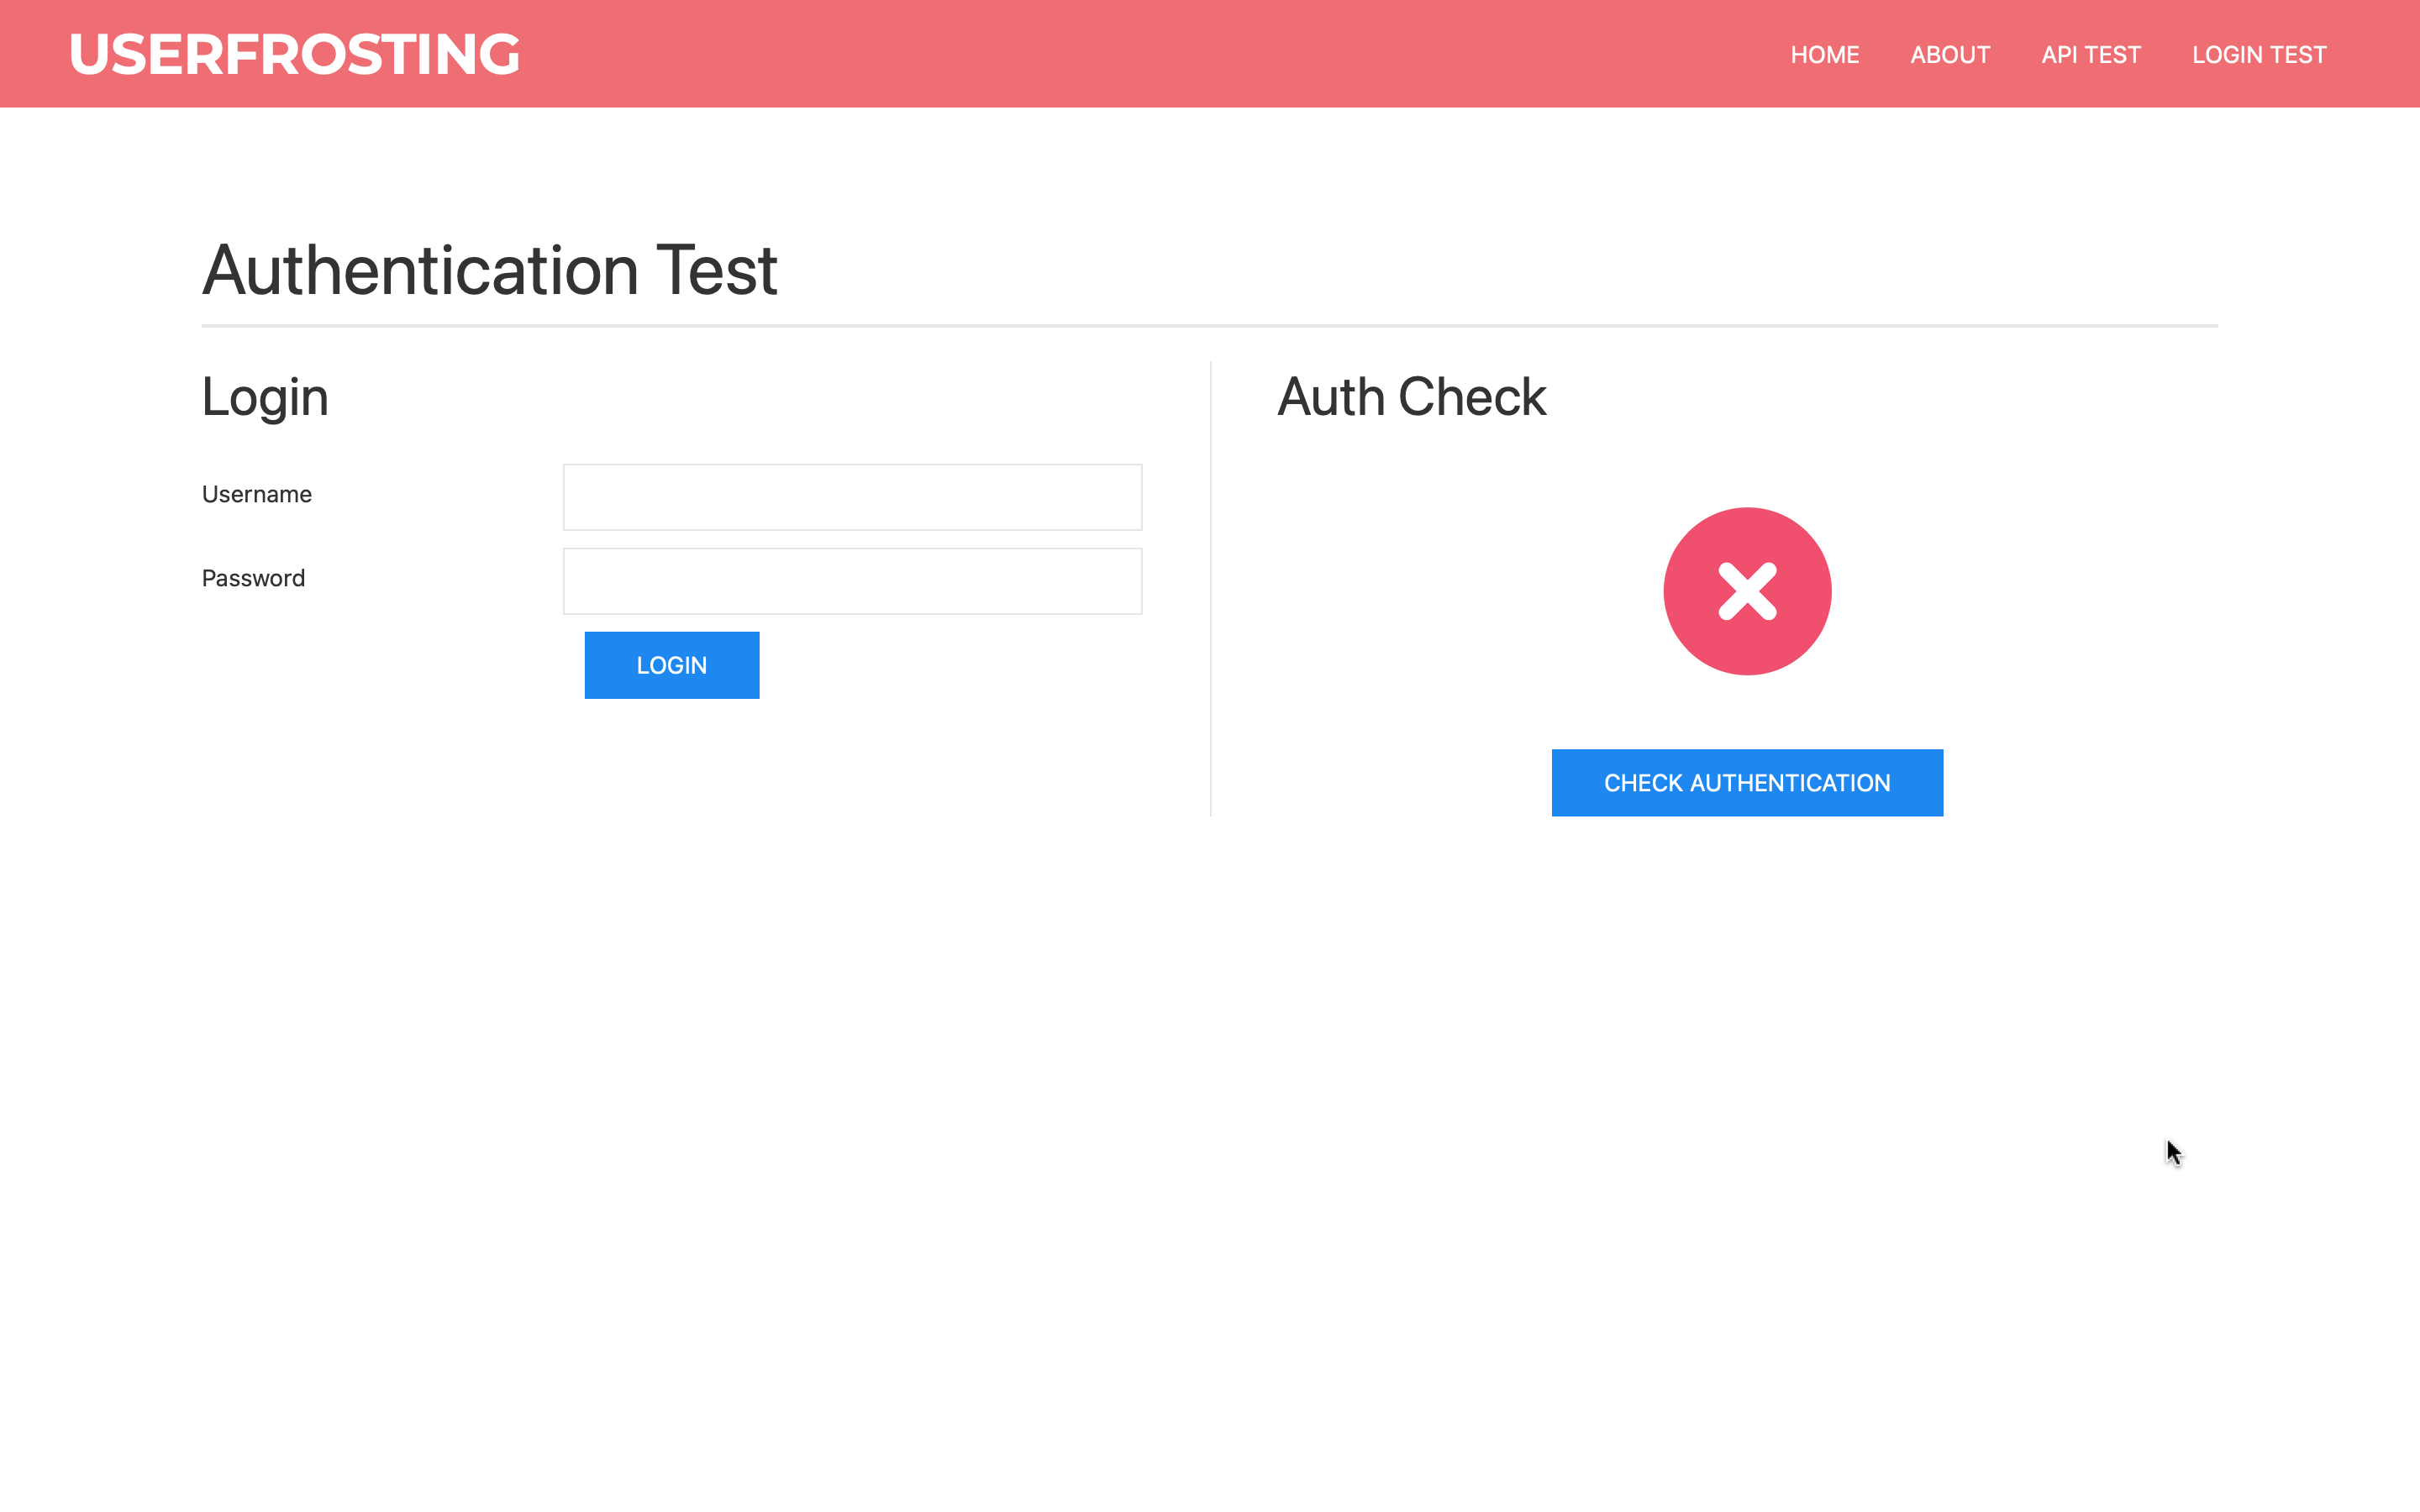 USERFROSTING
HOME ABOUT API TEST LOGIN TEST
Authentication Test
Login
Username
Password
LOGIN
Auth Check
CHECK AUTHENTICATION